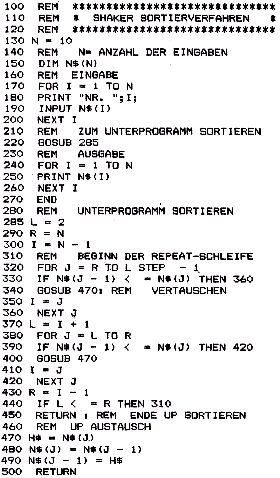 100  REM  ******************************
110  REM  *  SHAKER SORTIERVERFAHREN  *
120  REM  ******************************
130 N = 10
140  REM  N= ANZAHL DER EINGABEN
150  DIM N$(N)
160  REM  EINGABE
170  FOR I = 1 TO N
180  PRINT "NR. ";I;
190  INPUT N$(I)
200  NEXT I
210  REM  ZUM UNTERPROGRAMM SORTIEREN
220  GOSUB 285
230  REM  AUSGABE
240  FOR I = 1 TO N
250  PRINT N$(I)
260  NEXT I
270  END
280  REM  UNTERPROGRAMM SORTIEREN
285 L = 2
290 R = N
300 I = N - 1
310  REM  BEGINN DER REPEAT-SCHLEIFE
320  FOR J = R TO L STEP  - 1
330  IF N$(J - 1) <  = N$(J) THEN 360
340  GOSUB 470: REM  VERTAUSCHEN
350 I = J
360  NEXT J
370 L = I + 1
380  FOR J = L TO R
390  IF N$(J - 1) <  = N$(J) THEN 420
400  GOSUB 470
410 I = J
420  NEXT J
430 R = I - 1
440  IF L <  = R THEN 310
450  RETURN : REM  ENDE UP SORTIEREN
460  REM  UP AUSTAUSCH
470 H$ = N$(J)
480 N$(J) = N$(J - 1)
490 N$(J - 1) = H$
500  RETURN